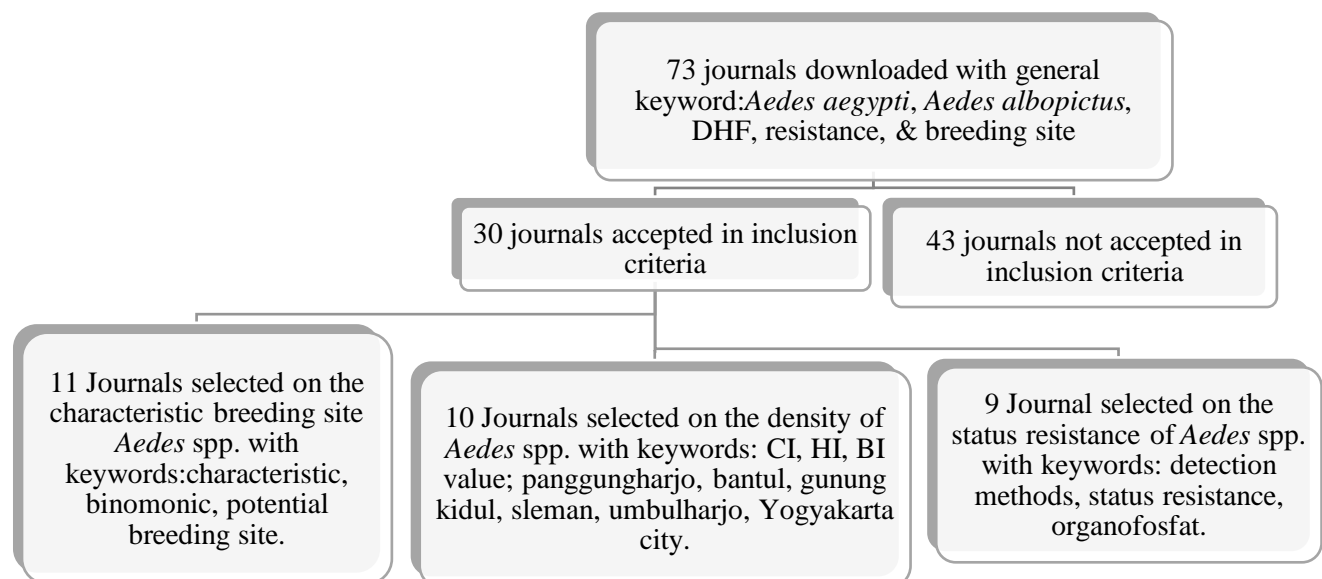 73 journals downloaded with general
keyword:Aedes aegypti, Aedes albopictus,
DHF, resistance, & breeding site
30 journals accepted in inclusion
criteria
43 journals not accepted in
inclusion criteria
11 Journals selected on the
characteristic breeding site
Aedes spp. with
keywords:characteristic,
binomonic, potential
breeding site.
10 Journals selected on the density of
Aedes spp. with keywords: CI, HI, BI
value; panggungharjo, bantul, gunung
kidul, sleman, umbulharjo, Yogyakarta
city.
9 Journal selected on the
status resistance of Aedes spp.
with keywords: detection
methods, status resistance,
organofosfat.